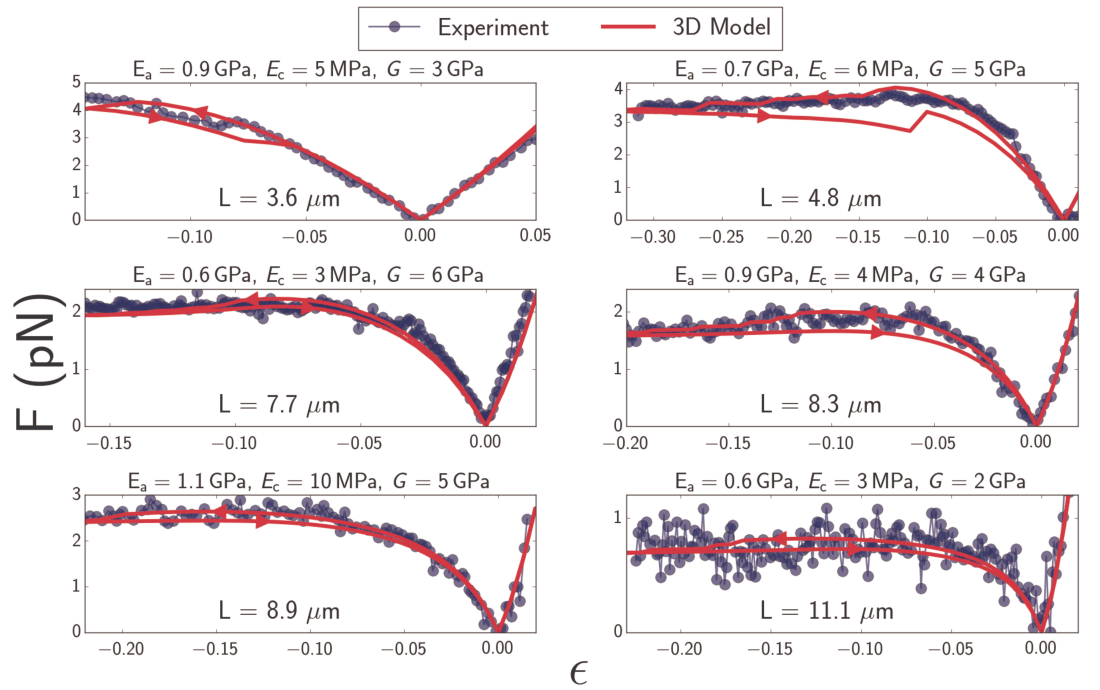 Experiment 3D Model
E_a = 0.9 GPa, E_c = 5 MPa, G = 3 GPa
E_a = 0.7 GPa, E_c = 6 MPa, G = 5 GPa
5
4
3
2
1
0
L = 3.6 μm
−0.10 −0.05 0.00 0.05
4
3
2
1
0
L = 4.8 μm
−0.30 −0.25 −0.20 −0.15 −0.10 −0.05 0.00
E_a = 0.6 GPa, E_c = 3 MPa, G = 6 GPa
E_a = 0.9 GPa, E_c = 4 MPa, G = 4 GPa
F (pN)
2
1
0
L = 7.7 μm
−0.15 −0.10 −0.05 0.00
2
1
0
L = 8.3 μm
−0.20 −0.15 −0.10 −0.05 0.00
E_a = 1.1 GPa, E_c = 10 MPa, G = 5 GPa
E_a = 0.6 GPa, E_c = 3 MPa, G = 2 GPa
3
2
1
0
L = 8.9 μm
−0.20 −0.15 −0.10 −0.05 0.00
1
0
L = 11.1 μm
−0.20 −0.15 −0.10 −0.05 0.00
ϵ